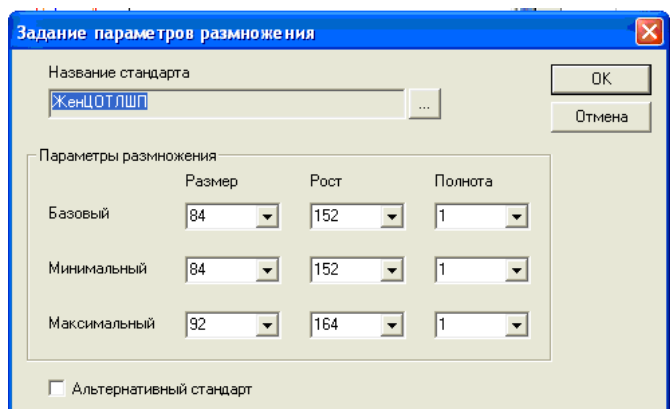 Задание параметров размножения
Название стандарта
ЖенЦОТЛШП ...
OK
Отмена
Параметры размножения
Размер Рост Полнота
Базовый 84 152 1
Минимальный 84 152 1
Максимальный 92 164 1
Альтернативный стандарт